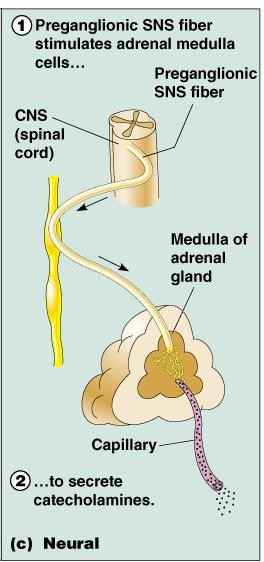 1 Preganglionic SNS fiber
stimulates adrenal medulla
cells...
Preganglionic
SNS fiber
CNS
(spinal
cord)
Medulla of
adrenal
gland
Capillary
2 ...to secrete
catecholamines.
(c) Neural